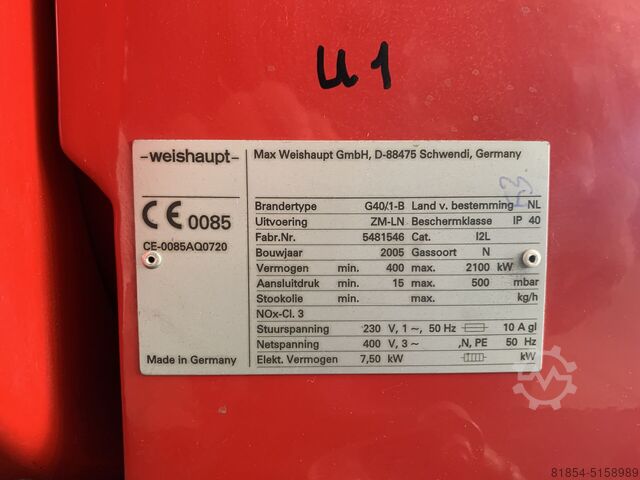 U1
-weishaupt-
Max Weishaupt GmbH, D-88475 Schwendi, Germany
CE 0085
CE-0085AQ0720
Brandertype G40/.1-B Land v. bestemming NL
Uitvoering ZM-LN Beschermklasse IP 40
Fabr.Nr. 5481546 Cat. I2L
Bouwjaar 2005 Gassoort N
Vermogen min. 400 max. 2100 kW
Aansluitdruk min. 15 max. 500 mbar
Stookolie min. max. kg/h
NOx-Cl. 3
Stuurspanning 230 V, 1 ~, 50 Hz 10 A gl
Netspanning 400 V, 3 ~ ,N, PE 50 Hz
Elekt. Vermogen 7,50 kW kW
Made in Germany
53
81854-5158989